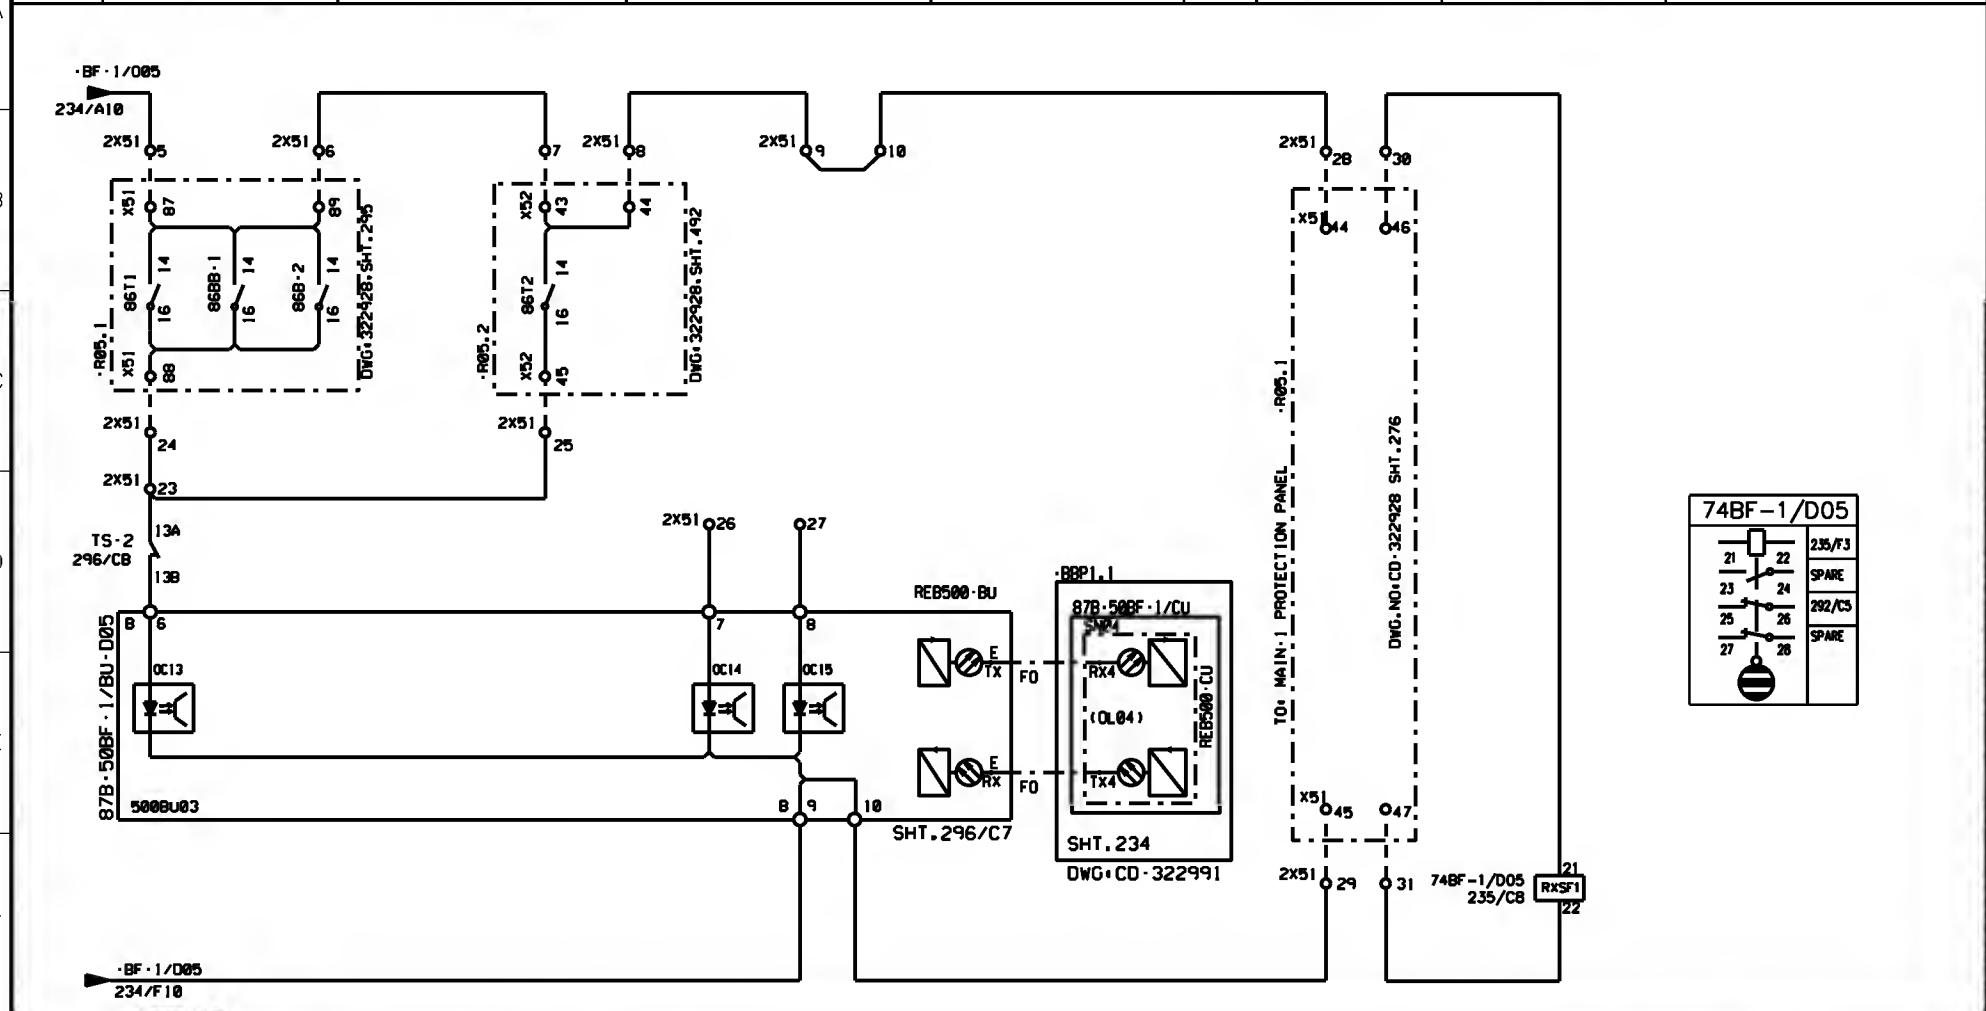 ·BF·1/D05
234/A10
2X51 5
2X51 6
7
2X51 8
2X51 9
10
2X51 28
30
X51 87
89
X52 43
44
X51 44
46
86T1 14 16
86BB·1 14 16
86B·2 14 16
86T2 14 16
·R05.1
X51 88
DWG:322928.SHT.295
·R05.2
X52 45
DWG:322928.SHT.492
2X51 24
2X51 25
2X51 23
TS-2
296/C8
13A
13B
2X51 26
27
·R05.1
TO: MAIN·1 PROTECTION PANEL
DWG.NO:CD·322928 SHT.276
74BF-1/D05
21 22 235/F3
23 24 SPARE
25 26 292/C5
27 28 SPARE
87B·50BF·1/BU·D05
B 6
7
8
OC13
OC14
OC15
REB500·BU
E
TX
FO
E
RX
FO
·BBP1.1
87B·50BF·1/CU
RX4
(OL04)
TX4
REB500·CU
500BU03
B 9
10
SHT.296/C7
SHT.234
DWG:CD·322991
X51 45
47
2X51 29
31
74BF-1/D05
235/C8
21
RXSF1
22
·BF·1/D05
234/F10